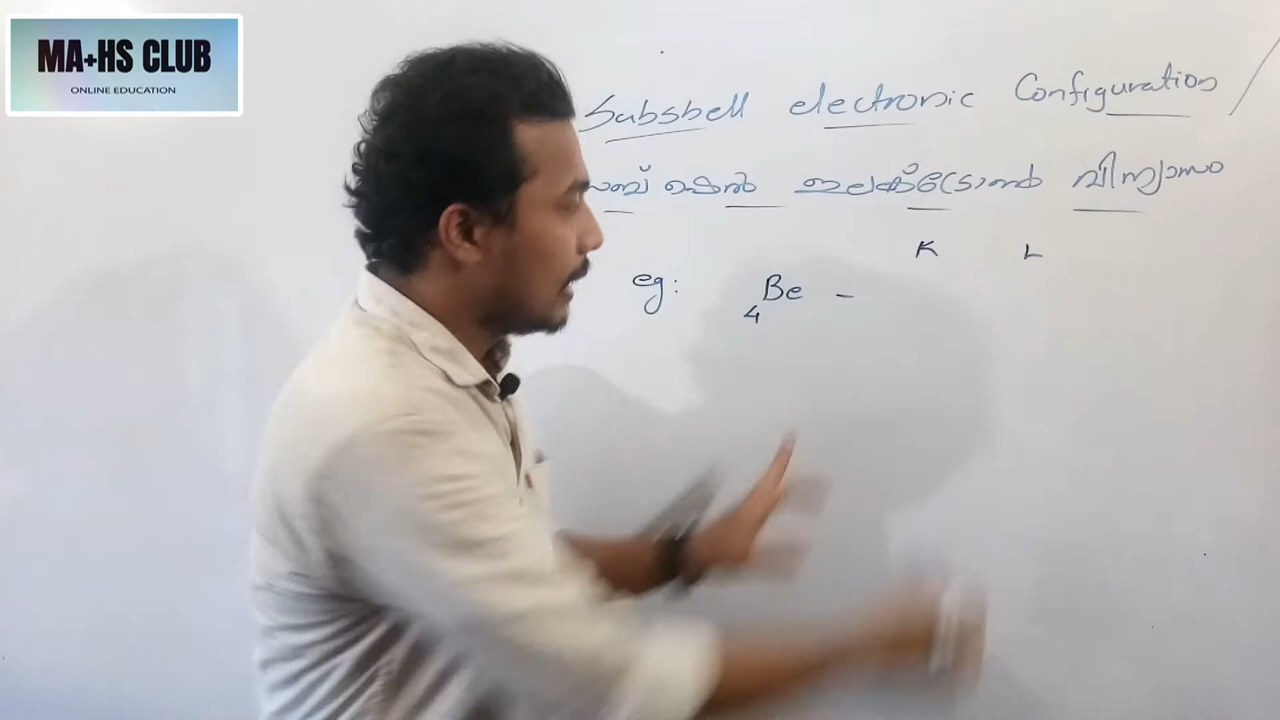 MA+HS CLUB
ONLINE EDUCATION
Subshell electronic Configuration
സബ് ഷെൽ ഇലക്ട്രോൺ വിന്യാസം
K L
eg: 4Be -